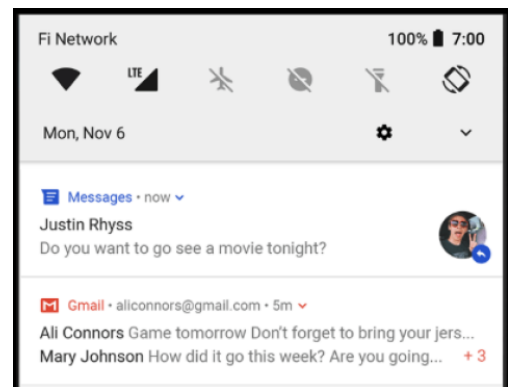 Fi Network 100% 7:00
LTE
Mon, Nov 6
Messages • now
Justin Rhyss
Do you want to go see a movie tonight?
Gmail • aliconnors@gmail.com • 5m
Ali Connors Game tomorrow Don't forget to bring your jers...
Mary Johnson How did it go this week? Are you going... + 3